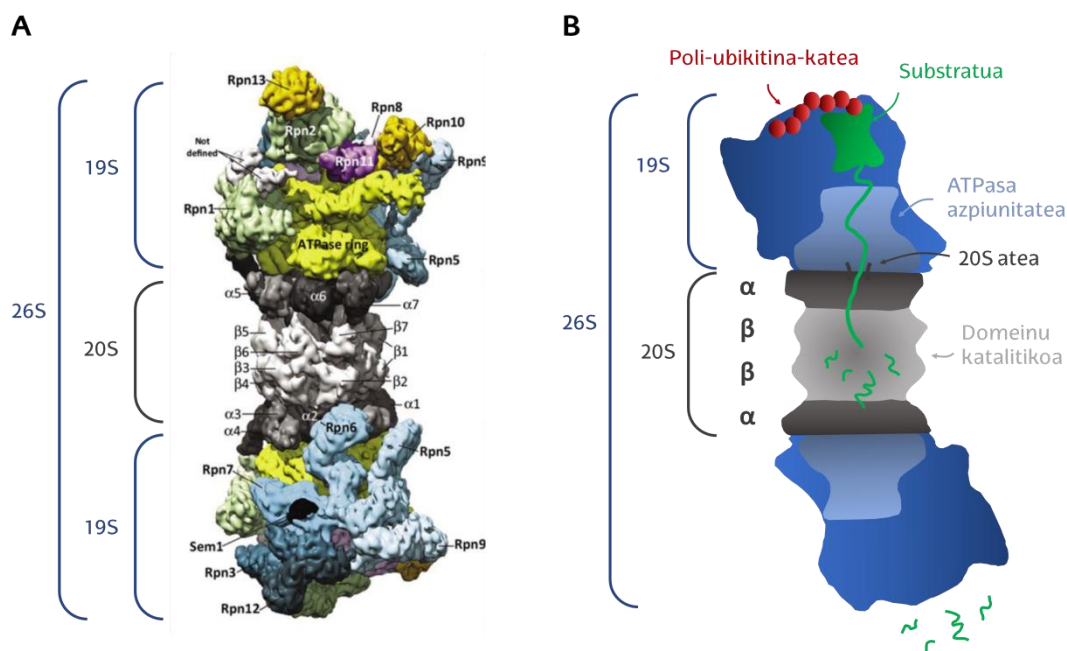 A
26S
19S
20S
19S
Rpn13
Rpn8
Rpn2
Rpn10
Not
defined
Rpn11
Rpn9
Rpn1
ATPase ring
Rpn5
α5
α6
α7
β5
β7
β6
β1
β3
β4
β2
α3
α1
α2
α4
Rpn6
Rpn5
Rpn7
Sem1
Rpn9
Rpn3
Rpn12
B
Poli-ubikitina-katea
Substratua
19S
ATPasa
azpiunitatea
20S atea
26S
20S
α
β
β
α
Domeinu
katalitikoa